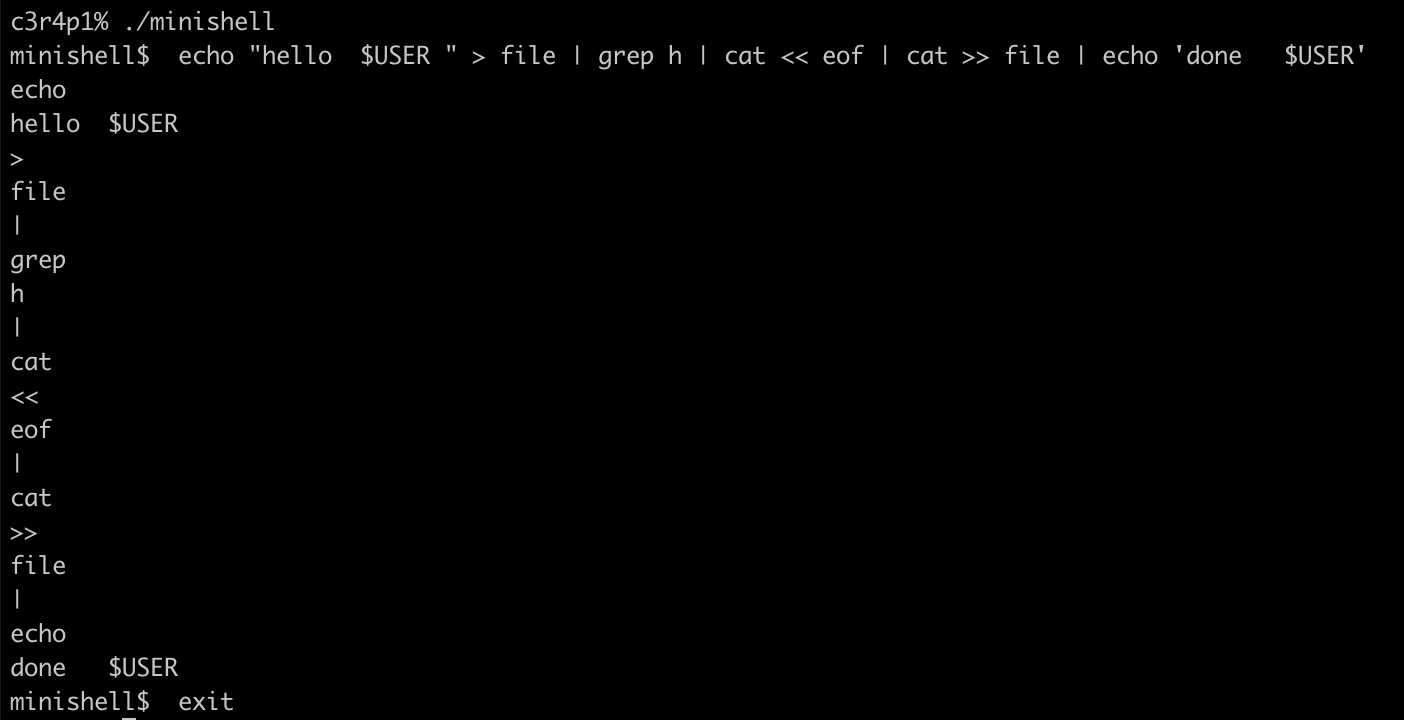 c3r4p1% ./minishell
minishell$  echo "hello  $USER " > file | grep h | cat << eof | cat >> file | echo 'done   $USER'
echo
hello  $USER
>
file
|
grep
h
|
cat
<<
eof
|
cat
>>
file
|
echo
done   $USER
minishell$  exit